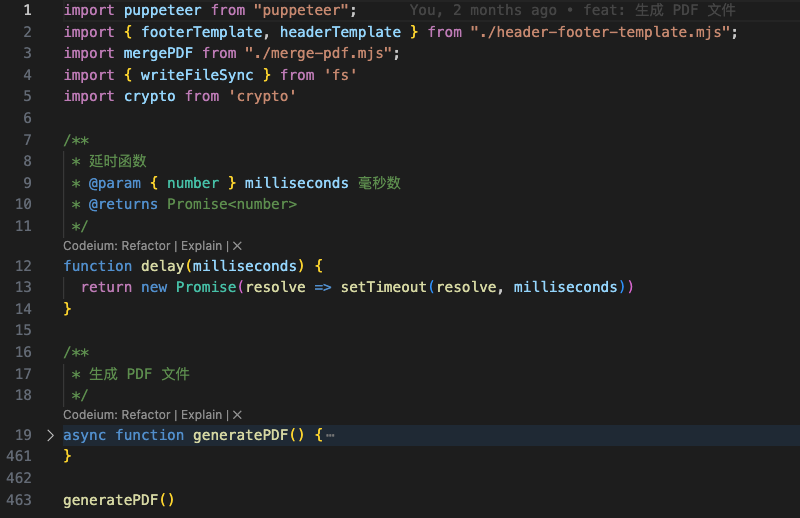 1 import puppeteer from "puppeteer"; You, 2 months ago • feat: 生成 PDF 文件
2 import { footerTemplate, headerTemplate } from "./header-footer-template.mjs";
3 import mergePDF from "./merge-pdf.mjs";
4 import { writeFileSync } from 'fs'
5 import crypto from 'crypto'
6
7 /**
8 * 延时函数
9 * @param { number } milliseconds 毫秒数
10 * @returns Promise<number>
11 */
Codeium: Refactor | Explain | ✕
12 function delay(milliseconds) {
13 return new Promise(resolve => setTimeout(resolve, milliseconds))
14 }
15
16 /**
17 * 生成 PDF 文件
18 */
Codeium: Refactor | Explain | ✕
19 async function generatePDF() {⋯
461 }
462
463 generatePDF()